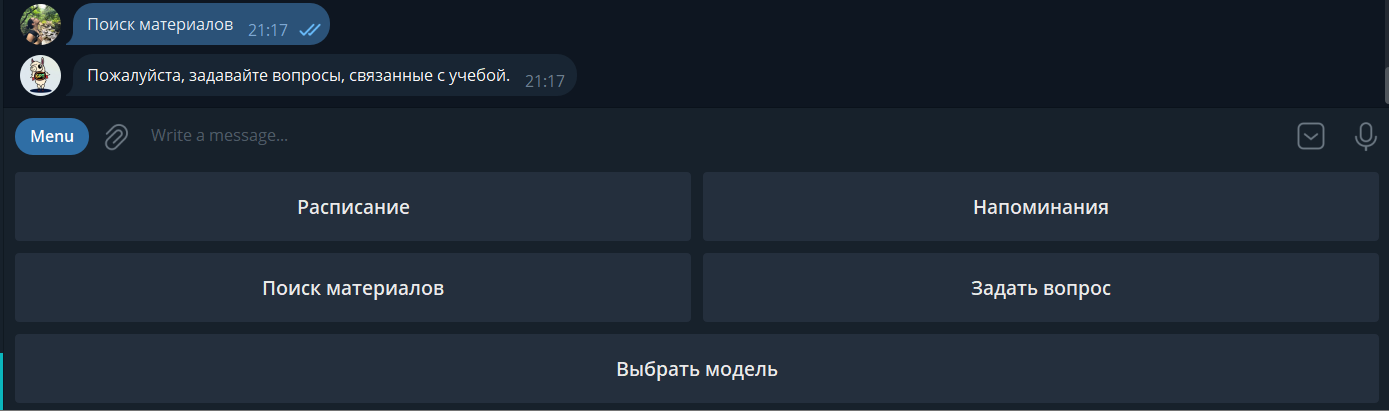 Поиск материалов 21:17
Пожалуйста, задавайте вопросы, связанные с учебой. 21:17
Menu Write a message...
Расписание Напоминания
Поиск материалов Задать вопрос
Выбрать модель